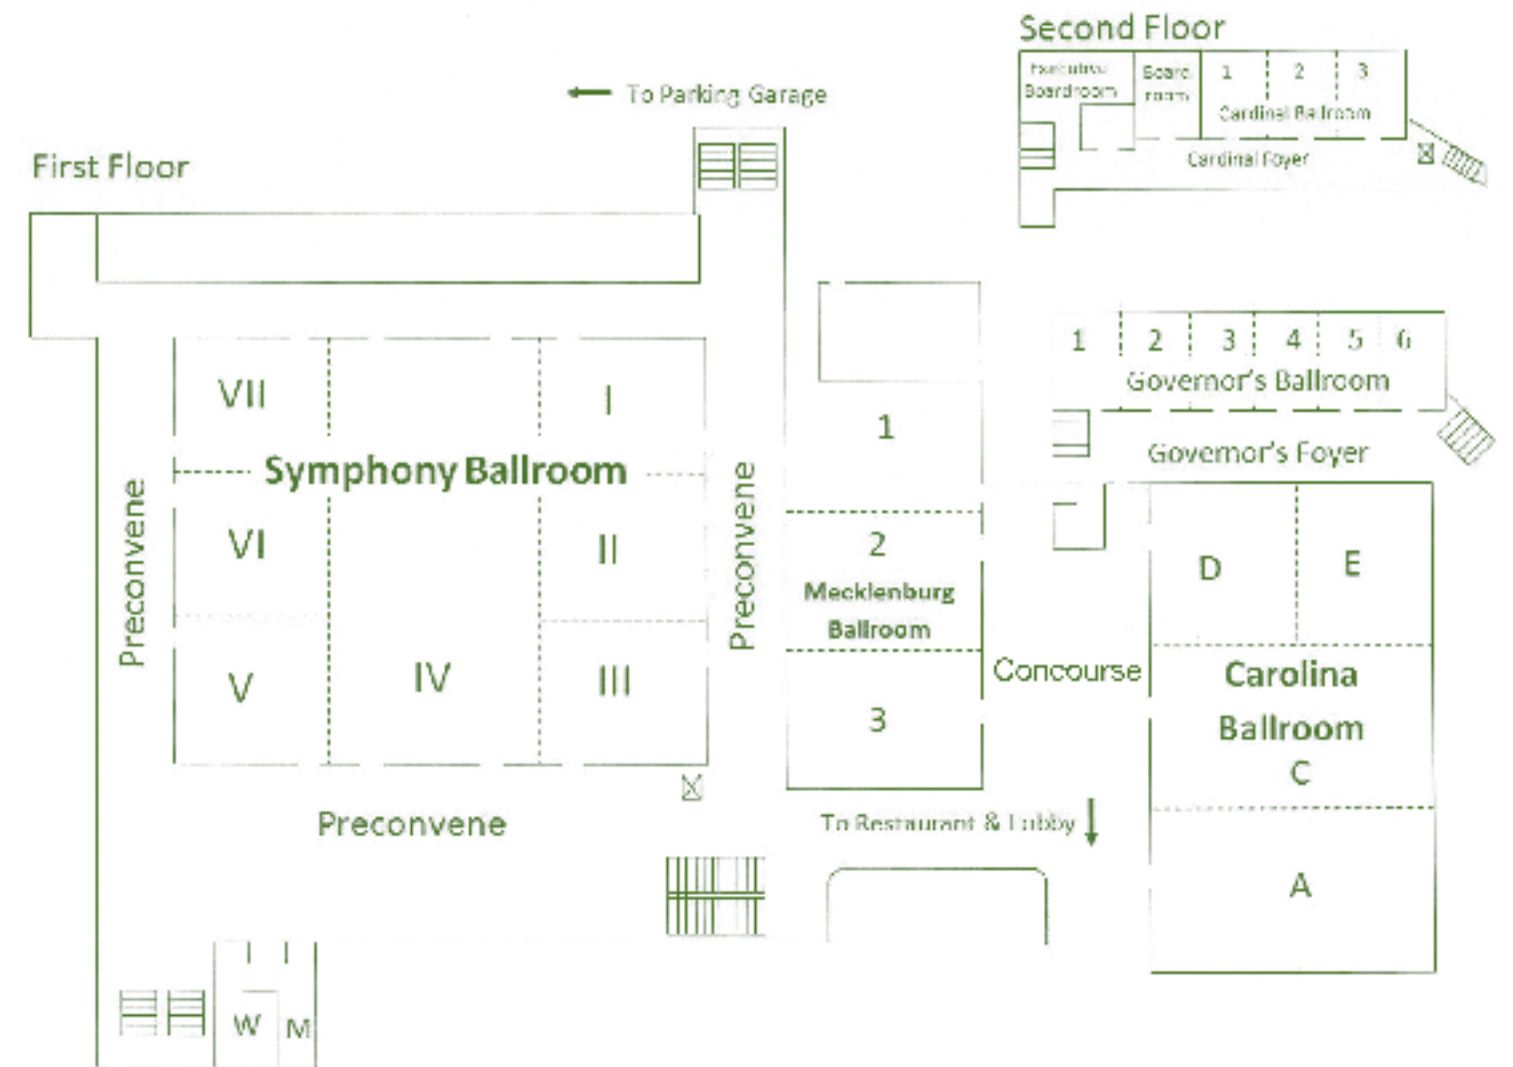 Second Floor
Executive
Boardroom
Board
room
1
2
3
Cardinal Ballroom
Cardinal Foyer
To Parking Garage
First Floor
VII
I
Symphony Ballroom
VI
II
V
IV
III
Preconvene
Preconvene
Preconvene
W
M
1
2
Mecklenburg
Ballroom
3
Concourse
To Restaurant & Lobby
1
2
3
4
5
6
Governor's Ballroom
Governor's Foyer
D
E
Carolina
Ballroom
C
A